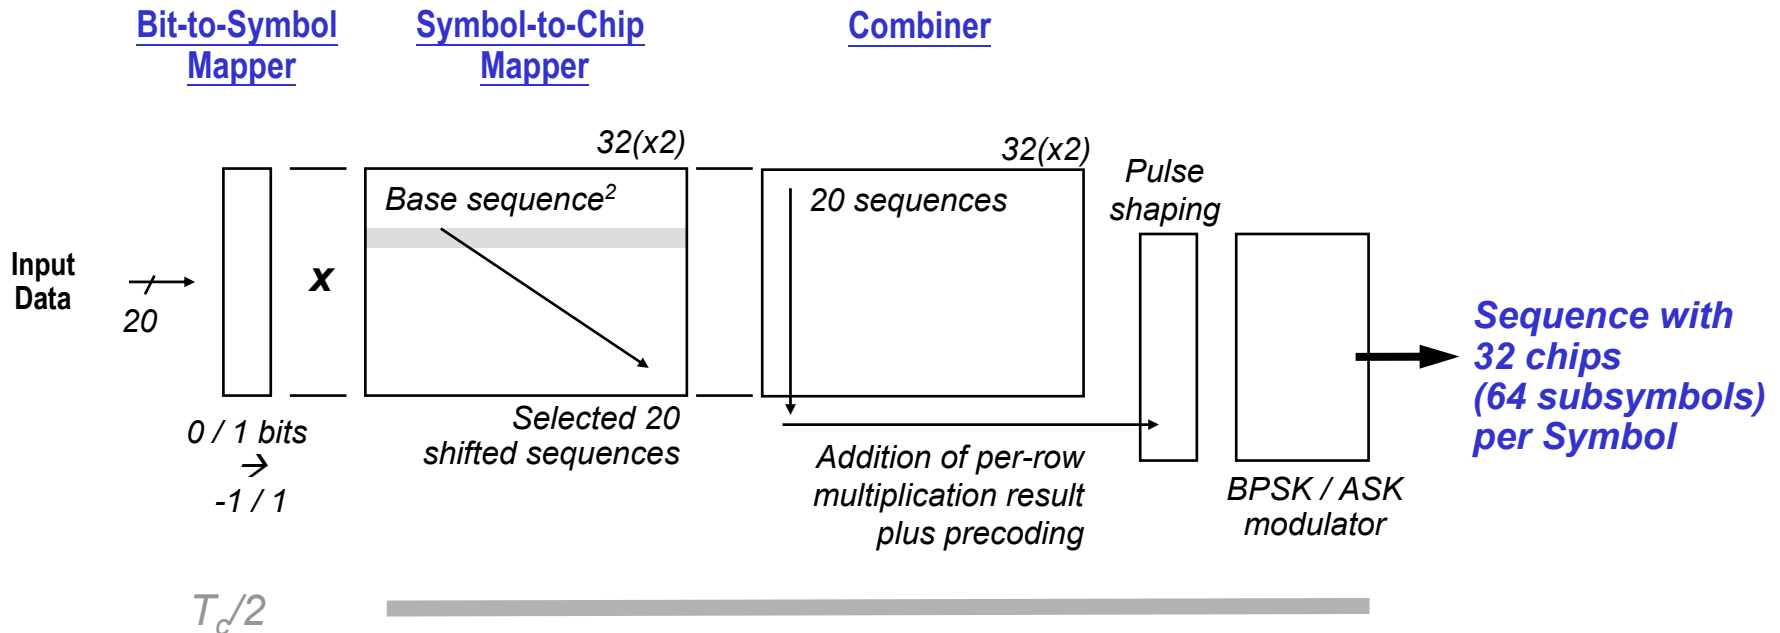 Bit-to-Symbol
Mapper
Symbol-to-Chip
Mapper
Combiner
32(x2)
32(x2)
Base sequence²
20 sequences
Pulse
shaping
Input
Data
20
x
Selected 20
shifted sequences
0 / 1 bits
→
-1 / 1
Addition of per-row
multiplication result
plus precoding
BPSK / ASK
modulator
Sequence with
32 chips
(64 subsymbols)
per Symbol
Tc/2